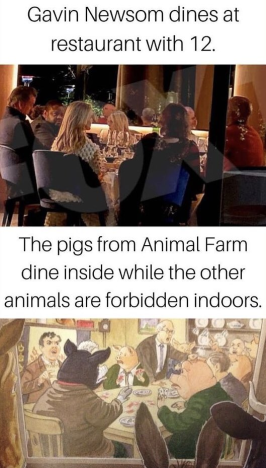 Gavin Newsom dines at
restaurant with 12.
The pigs from Animal Farm
dine inside while the other
animals are forbidden indoors.